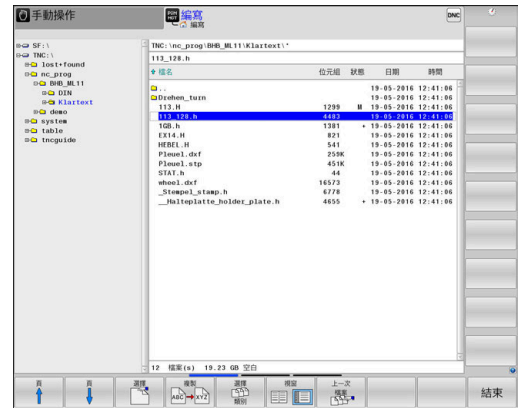 手動操作
PGM MGT 編寫
編寫
DNC
SF:\
TNC:\
lost+found
nc_prog
BHB_ML11
DIN
Klartext
demo
system
table
tncguide
TNC:\nc_prog\BHB_ML11\Klartext\*
113_128.h
檔名 位元組 狀態 日期 時間
.. 19-05-2016 12:41:06
Drehen_turn 19-05-2016 12:41:06
113.H 1299 M 19-05-2016 12:41:06
113_128.h 4483 19-05-2016 12:41:06
1GB.h 1381 + 19-05-2016 12:41:06
EX14.H 821 19-05-2016 12:41:06
HEBEL.H 541 19-05-2016 12:41:06
Pleuel.dxf 259K 19-05-2016 12:41:06
Pleuel.stp 451K 19-05-2016 12:41:06
STAT.h 44 19-05-2016 12:41:06
wheel.dxf 16573 19-05-2016 12:41:06
_Stempel_stamp.h 6778 19-05-2016 12:41:06
__Halteplatte_holder_plate.h 4655 + 19-05-2016 12:41:06
12 檔案(s) 19.23 GB 空白
頁
頁
選擇
複製
ABC XYZ
選擇
類別
視窗
上一次
檔案
結束